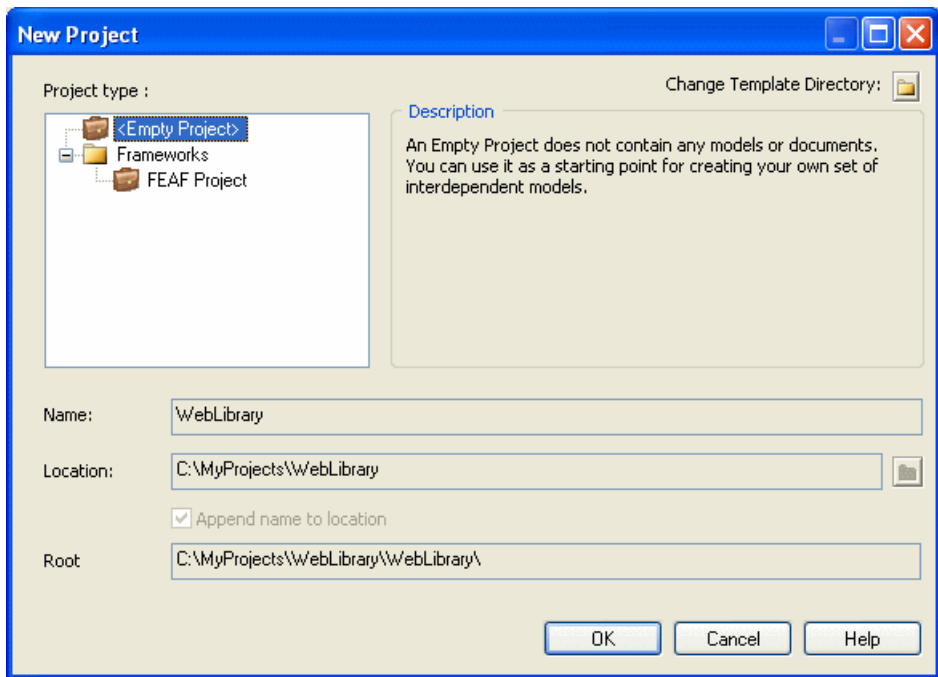 New Project
Project type :
Change Template Directory:
<Empty Project>
Frameworks
FEAF Project
Description
An Empty Project does not contain any models or documents.
You can use it as a starting point for creating your own set of
interdependent models.
Name:
WebLibrary
Location:
C:\MyProjects\WebLibrary
Append name to location
Root
C:\MyProjects\WebLibrary\WebLibrary\
OK
Cancel
Help